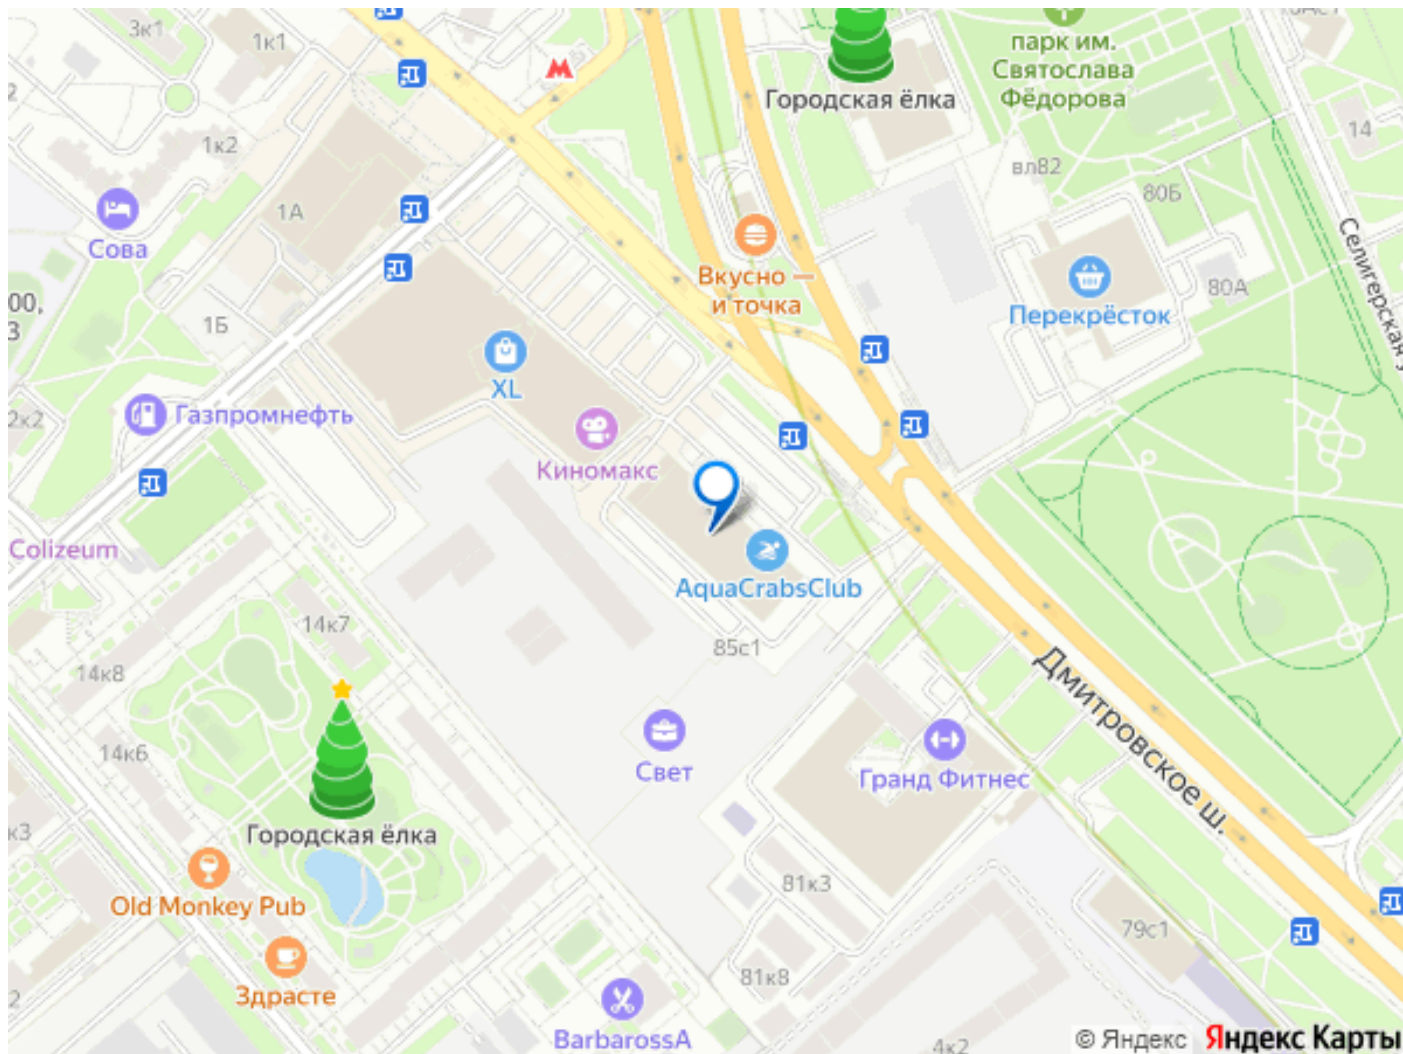 3к1
1к1
парк им.
Святослава
Фёдорова
Городская ёлка
14
1к2
вл82
80Б
1А
Сова
Вкусно —
и точка
Селигерская у
80А
Перекрёсток
00,
3
1Б
XL
2к2
Газпромнефть
Киномакс
Colizeum
AquaCrabsClub
14к7
85с1
14к8
Дмитровское ш.
14к6
Свет
Гранд Фитнес
к3
Городская ёлка
81к3
Old Monkey Pub
79с1
81к8
2
Здрасте
BarbarossA
4к2
© Яндекс
Яндекс Карты